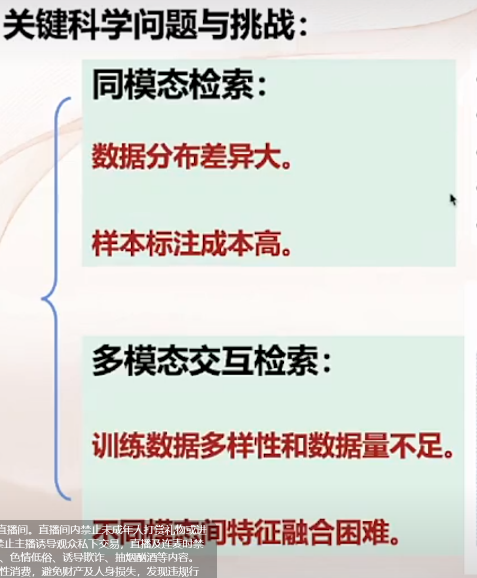 关键科学问题与挑战：
同模态检索：
数据分布差异大。
样本标注成本高。
多模态交互检索：
训练数据多样性和数据量不足。
间特征融合困难。
直播间。直播间内禁止未成年人打赏礼物或进
禁止主播诱导观众私下交易，直播及连麦时禁
、色情低俗、诱导欺诈、抽烟酗酒等内容。
性消费，避免财产及人身损失，发现违规行